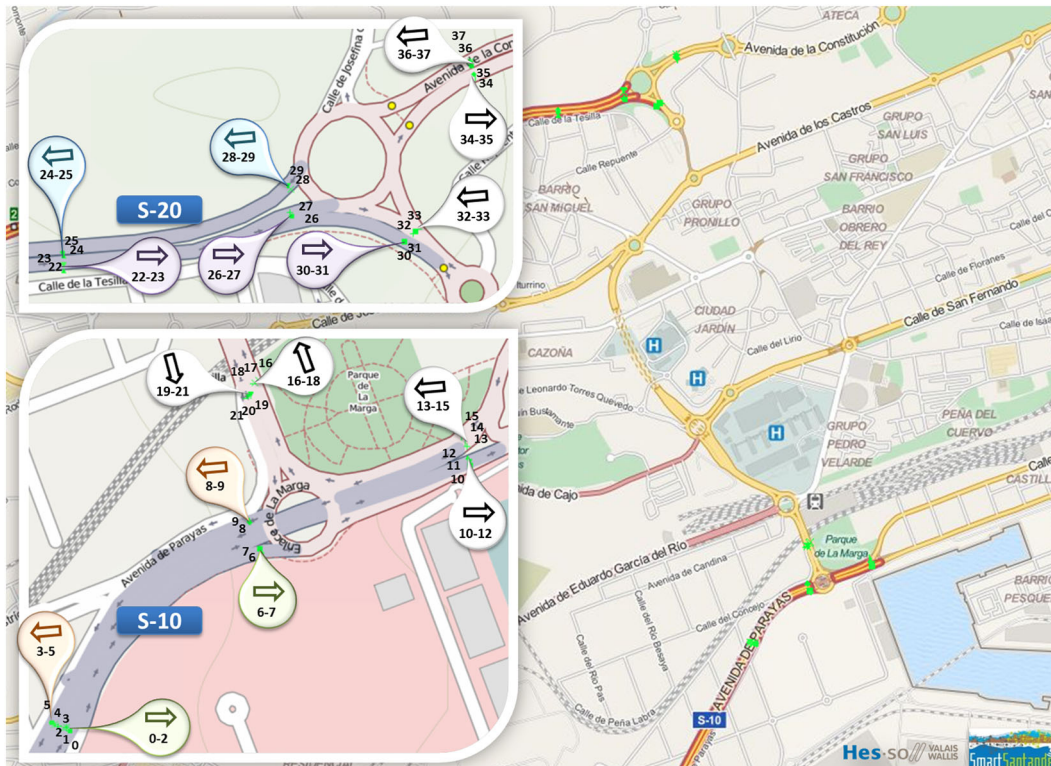 37
36
36-37
Avenida de la Con
35
34
34-35
Calle de Josefina
24-25
28-29
29
28
S-20
27
26
33
32
32-33
31
30
25
24
23
22
22-23
26-27
30-31
Calle de la Tesilla
18
17
16
19-21
16-18
21
20
19
Parque
de
La Marga
13-15
15
14
13
12
11
10
10-12
8-9
9
8
Enlace de La Marga
Avenida de Parayas
7
6
6-7
S-10
3-5
5
4
3
2
1
0
0-2
ATECA
Avenida de la Constitución
Calle de la Tesilla
Avenida de los Castros
GRUPO
SAN LUIS
Calle Repuente
GRUPO
SAN FRANCISCO
BARRIO
SAN MIGUEL
GRUPO
PRONILLO
BARRIO
OBRERO
DEL REY
Calle de Floranes
Calle de San Fernando
CIUDAD
JARDÍN
H
Calle del Lirio
CAZOÑA
e Leonardo Torres Quevedo
H
H
GRUPO
PEDRO
VELARDE
PEÑA DEL
CUERVO
nida de Cajo
CASTILL
Avenida de Eduardo García del Río
Parque
de La Marga
Avenida de Candina
Calle del Concejo
BARRIO
PESQUE
Calle del Río Besaya
Calle del Río Pas
AVENIDA DE PARAYAS
Calle de Peña Labra
S-10
Parayas
Hes·so VALAIS
WALLIS
SmartSantand